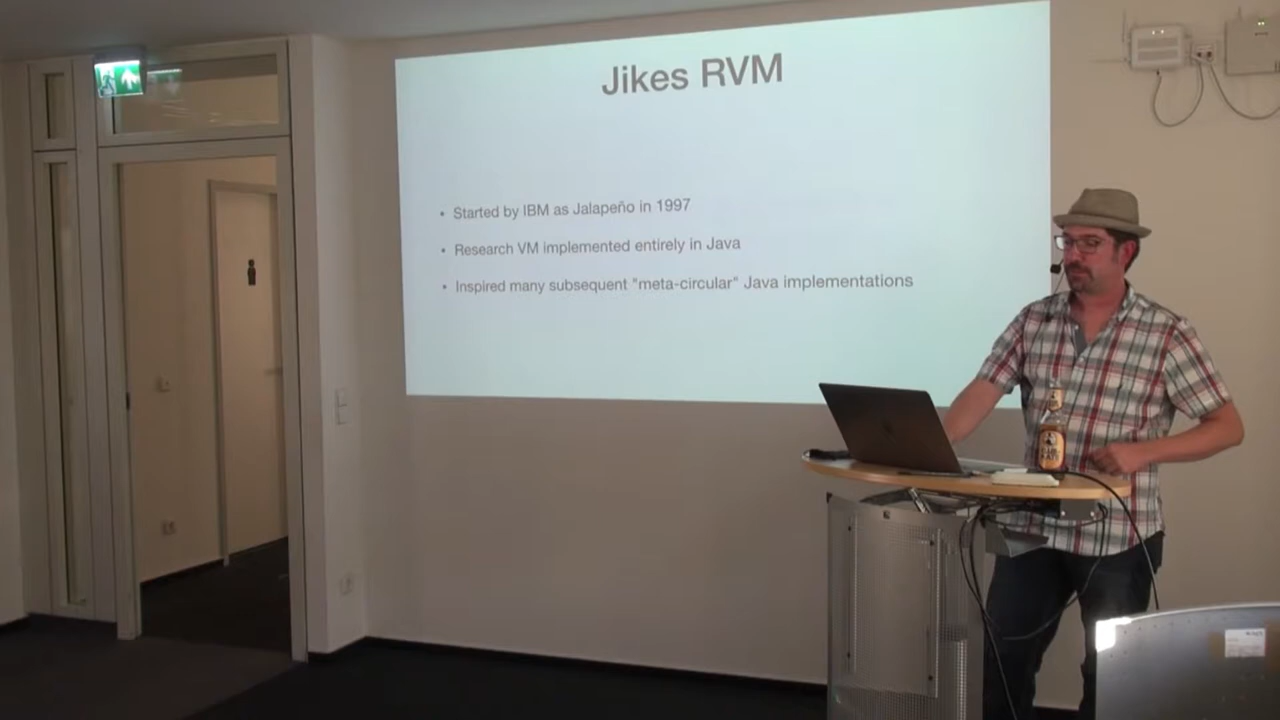 Jikes RVM
• Started by IBM as Jalapeño in 1997
• Research VM implemented entirely in Java
• Inspired many subsequent "meta-circular" Java implementations